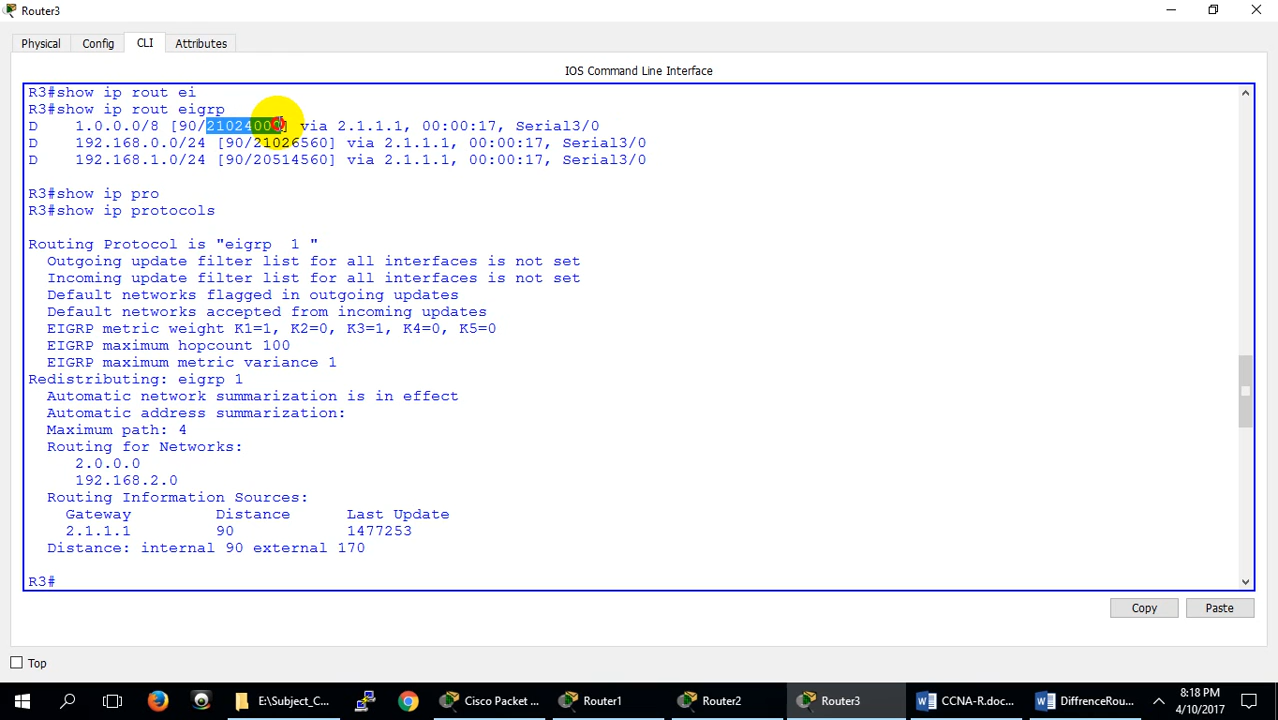 Router3
Physical Config CLI Attributes
IOS Command Line Interface
R3#show ip rout ei
R3#show ip rout eigrp
D    1.0.0.0/8 [90/21024000] via 2.1.1.1, 00:00:17, Serial3/0
D    192.168.0.0/24 [90/21026560] via 2.1.1.1, 00:00:17, Serial3/0
D    192.168.1.0/24 [90/20514560] via 2.1.1.1, 00:00:17, Serial3/0
R3#show ip pro
R3#show ip protocols
Routing Protocol is "eigrp  1 "
  Outgoing update filter list for all interfaces is not set
  Incoming update filter list for all interfaces is not set
  Default networks flagged in outgoing updates
  Default networks accepted from incoming updates
  EIGRP metric weight K1=1, K2=0, K3=1, K4=0, K5=0
  EIGRP maximum hopcount 100
  EIGRP maximum metric variance 1
Redistributing: eigrp 1
  Automatic network summarization is in effect
  Automatic address summarization:
  Maximum path: 4
  Routing for Networks:
     2.0.0.0
     192.168.2.0
  Routing Information Sources:
    Gateway         Distance      Last Update
    2.1.1.1         90            1477253
  Distance: internal 90 external 170
R3#
Copy Paste
Top
E:\Subject_C... Cisco Packet ... Router1 Router2 Router3 CCNA-R.doc... DiffrenceRou... 8:18 PM
4/10/2017